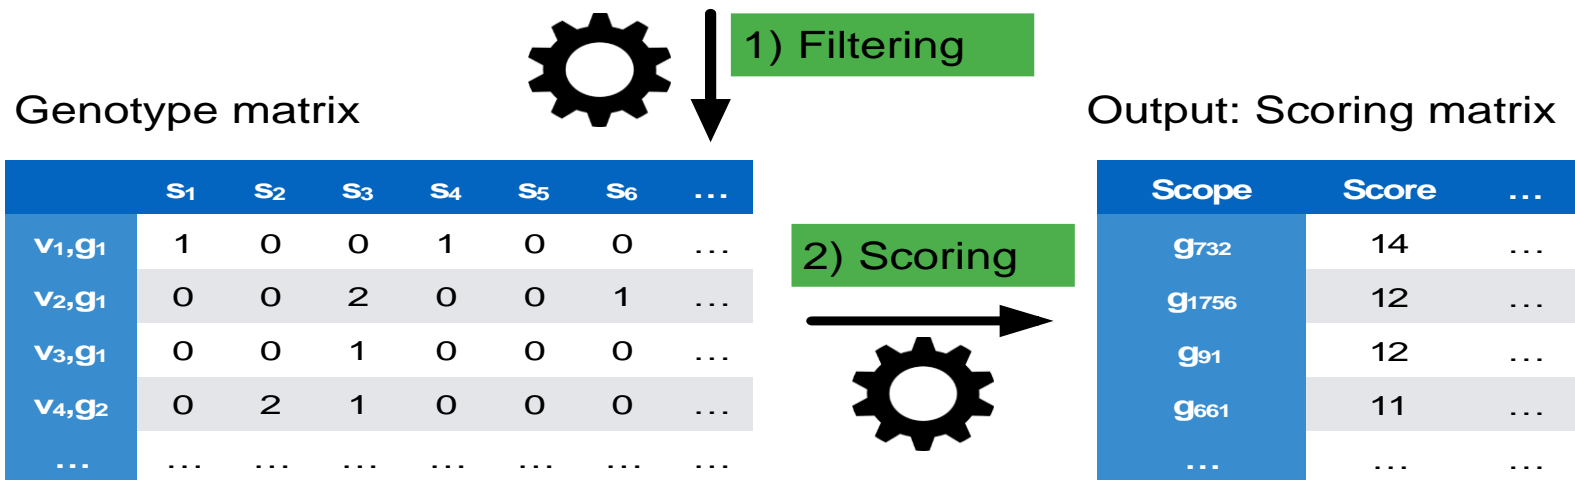 1) Filtering
Genotype matrix
s1 s2 s3 s4 s5 s6 ...
v1,g1 1 0 0 1 0 0 ...
v2,g1 0 0 2 0 0 1 ...
v3,g1 0 0 1 0 0 0 ...
v4,g2 0 2 1 0 0 0 ...
... ... ... ... ... ... ... ...
2) Scoring
Output: Scoring matrix
Scope Score ...
g732 14 ...
g1756 12 ...
g91 12 ...
g661 11 ...
... ... ...